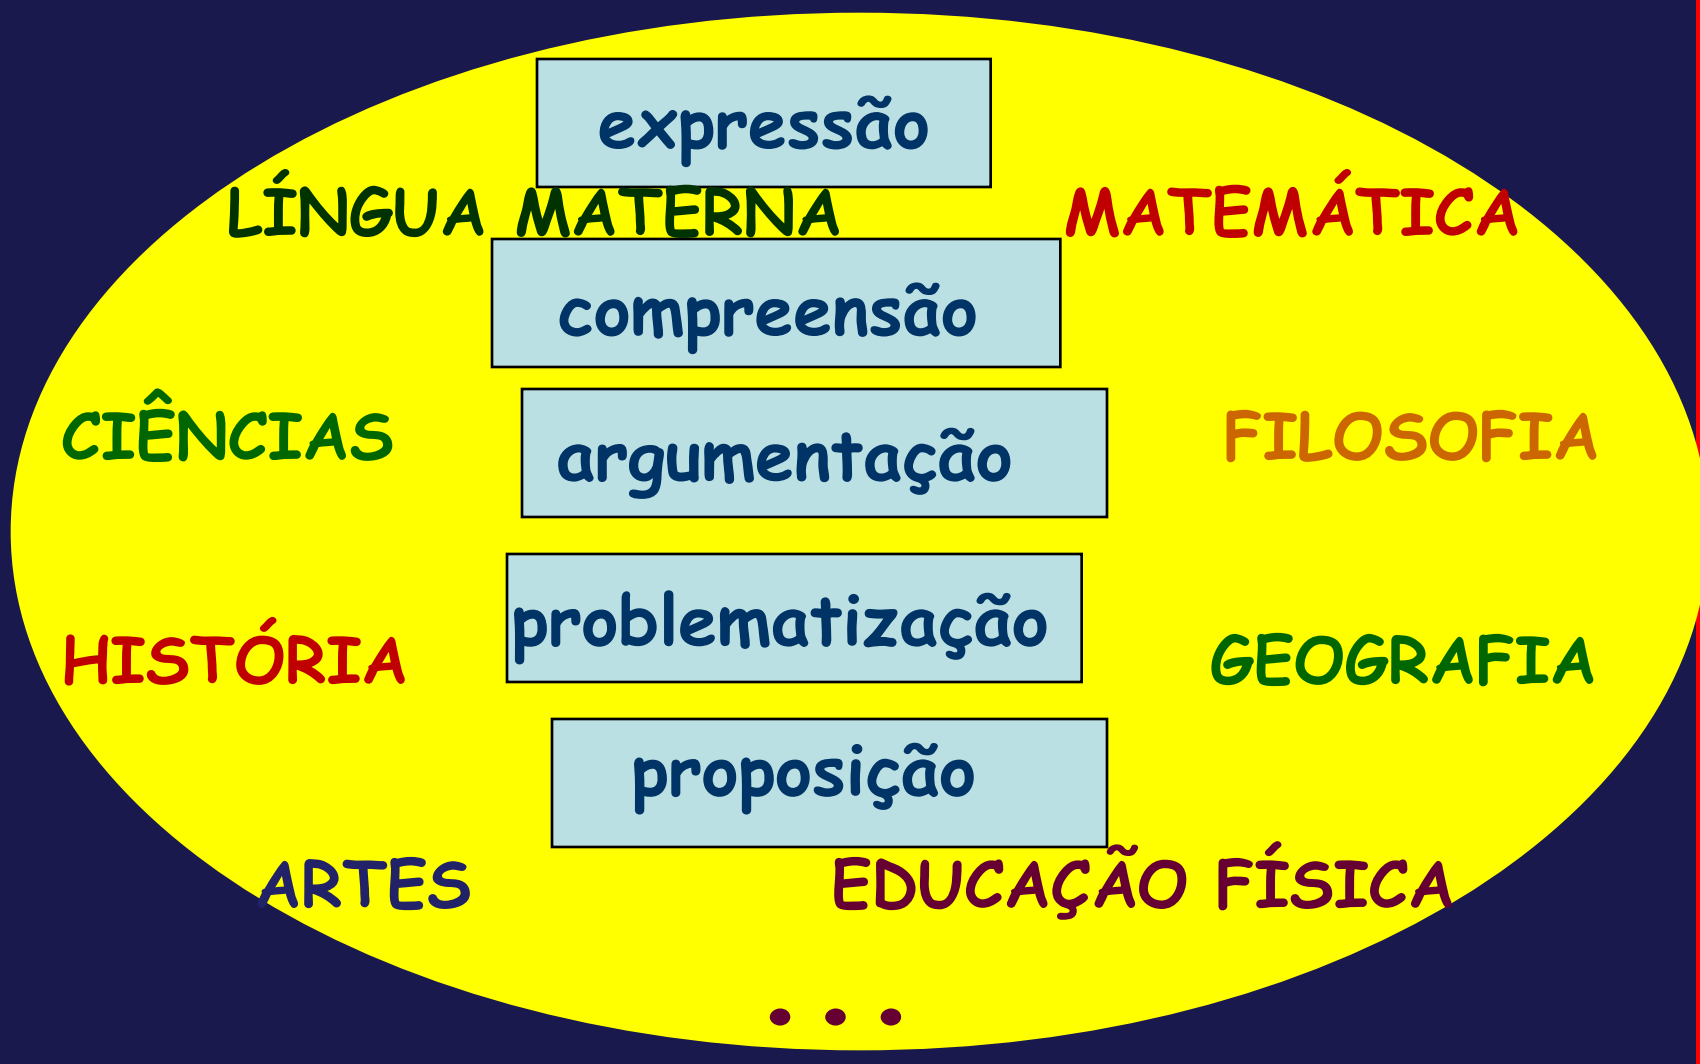 expressão
LÍNGUA MATERNA MATEMÁTICA
compreensão
CIÊNCIAS argumentação FILOSOFIA
problematização
HISTÓRIA GEOGRAFIA
proposição
ARTES EDUCAÇÃO FÍSICA
...